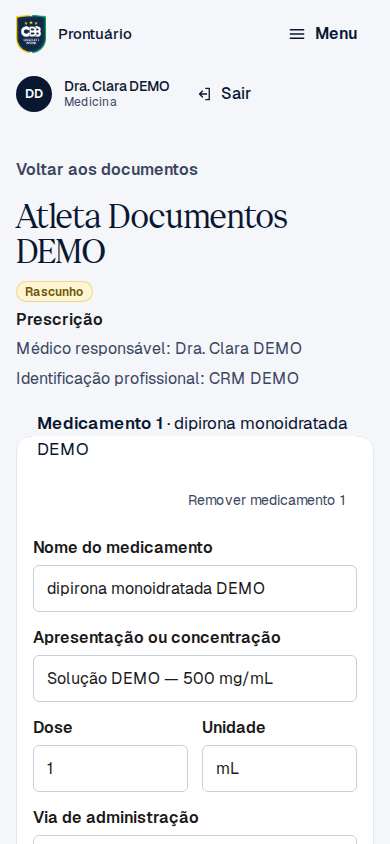 CBB
Prontuário
Menu
DD
Dra. Clara DEMO
Medicina
Sair
Voltar aos documentos
Atleta Documentos
DEMO
Rascunho
Prescrição
Médico responsável: Dra. Clara DEMO
Identificação profissional: CRM DEMO
Medicamento 1 · dipirona monoidratada
DEMO
Remover medicamento 1
Nome do medicamento
dipirona monoidratada DEMO
Apresentação ou concentração
Solução DEMO — 500 mg/mL
Dose
Unidade
1
mL
Via de administração